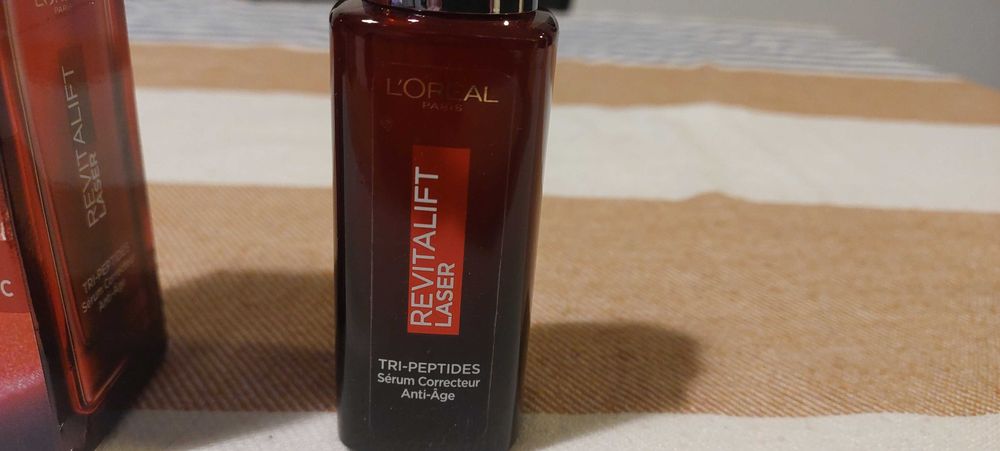 REVITALIFT
LASER
TRI-PEPTIDES
Sérum Correcteur
Anti-Âge
C
L'ORÉAL
PARIS
REVITALIFT
LASER
TRI-PEPTIDES
Sérum Correcteur
Anti-Âge